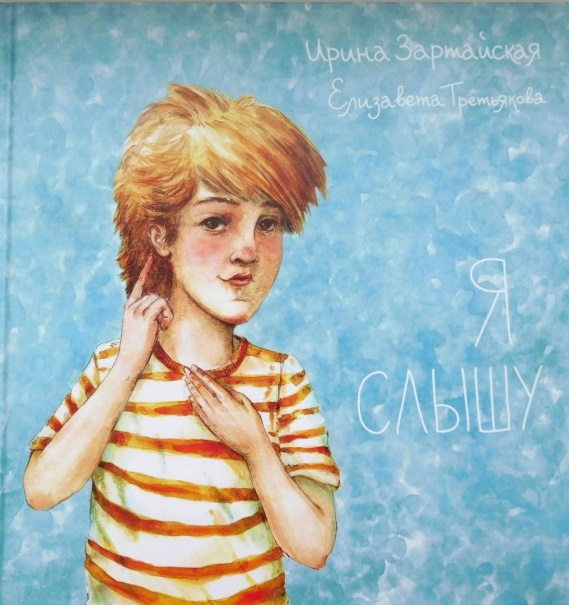 Ирина Зартайская
Елизавета Третьякова
Я
СЛЫШУ